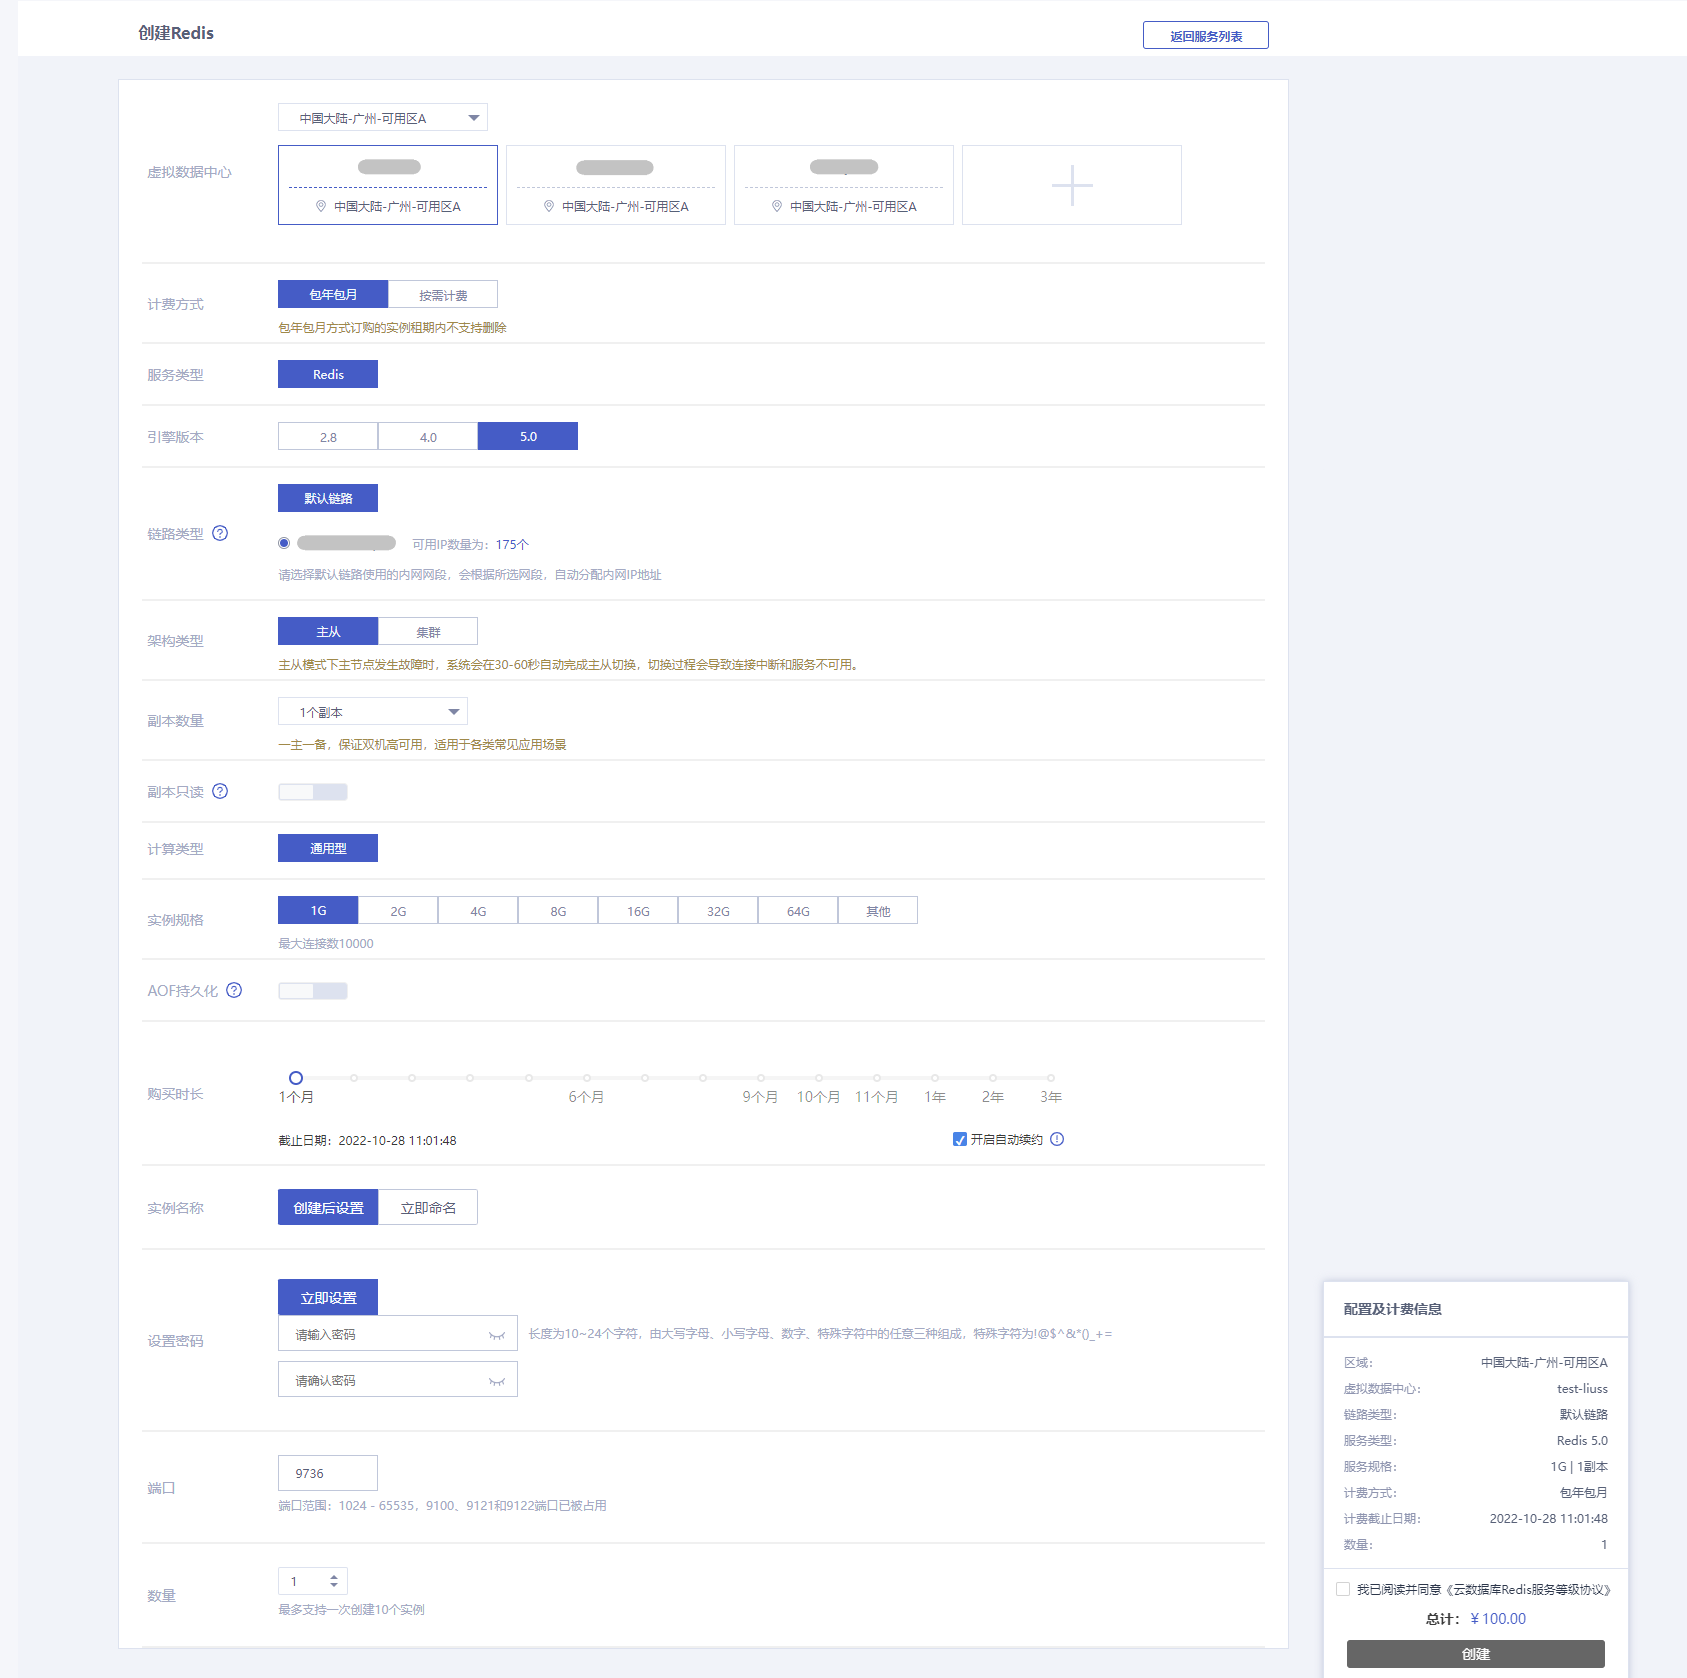 创建Redis
返回服务列表
中国大陆-广州-可用区A
虚拟数据中心
中国大陆-广州-可用区A
中国大陆-广州-可用区A
中国大陆-广州-可用区A
计费方式
包年包月
按需计费
包年包月方式订购的实例租期内不支持删除
服务类型
Redis
引擎版本
2.8
4.0
5.0
链路类型
默认链路
可用IP数量为：175个
请选择默认链路使用的内网网段，会根据所选网段，自动分配内网IP地址
架构类型
主从
集群
主从模式下主节点发生故障时，系统会在30-60秒自动完成主从切换，切换过程会导致连接中断和服务不可用。
副本数量
1个副本
一主一备，保证双机高可用，适用于各类常见应用场景
副本只读
计算类型
通用型
实例规格
1G
2G
4G
8G
16G
32G
64G
其他
最大连接数10000
AOF持久化
购买时长
1个月
6个月
9个月
10个月
11个月
1年
2年
3年
截止日期：2022-10-28 11:01:48
开启自动续约
实例名称
创建后设置
立即命名
设置密码
立即设置
请输入密码
长度为10~24个字符，由大写字母、小写字母、数字、特殊字符中的任意三种组成，特殊字符为!@$^&*()_+=
请确认密码
端口
9736
端口范围：1024 - 65535，9100、9121和9122端口已被占用
数量
1
最多支持一次创建10个实例
配置及计费信息
区域：
中国大陆-广州-可用区A
虚拟数据中心：
test-liuss
链路类型：
默认链路
服务类型：
Redis 5.0
服务规格：
1G | 1副本
计费方式：
包年包月
计费截止日期：
2022-10-28 11:01:48
数量：
1
我已阅读并同意《云数据库Redis服务等级协议》
总计：￥100.00
创建